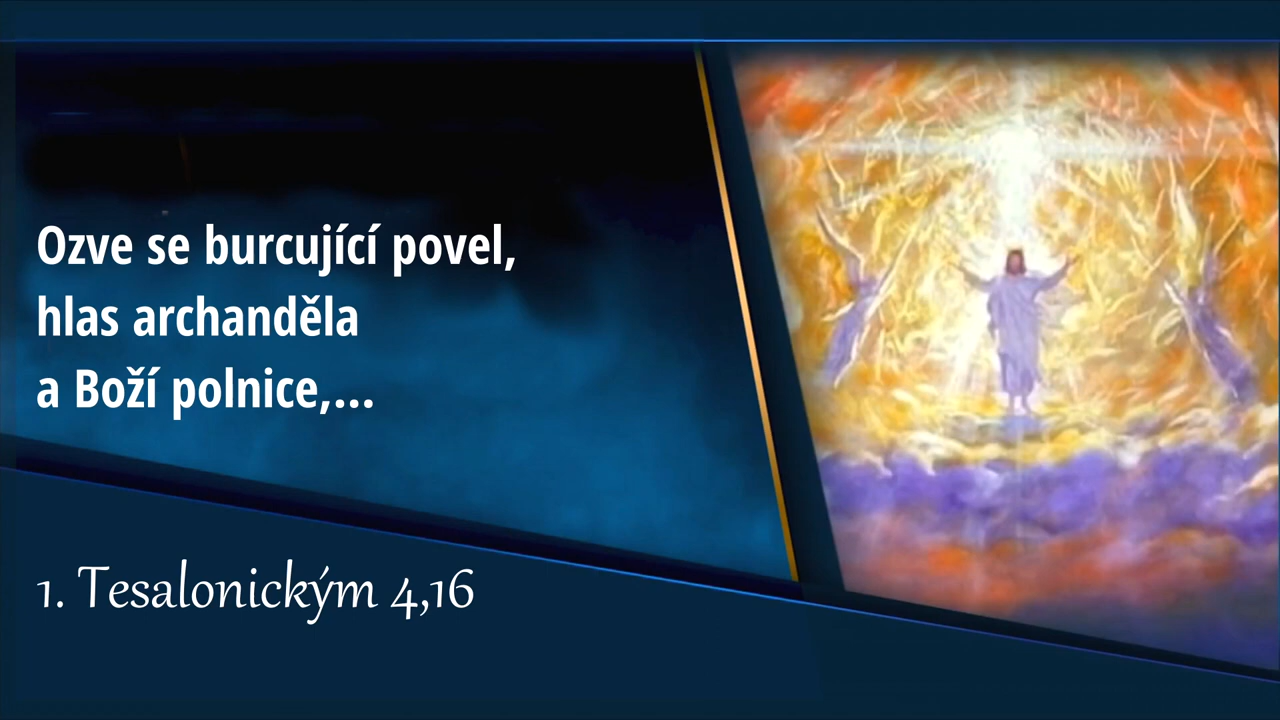 Ozve se burcující povel,
hlas archanděla
a Boží polnice,...
1. Tesalonickým 4,16